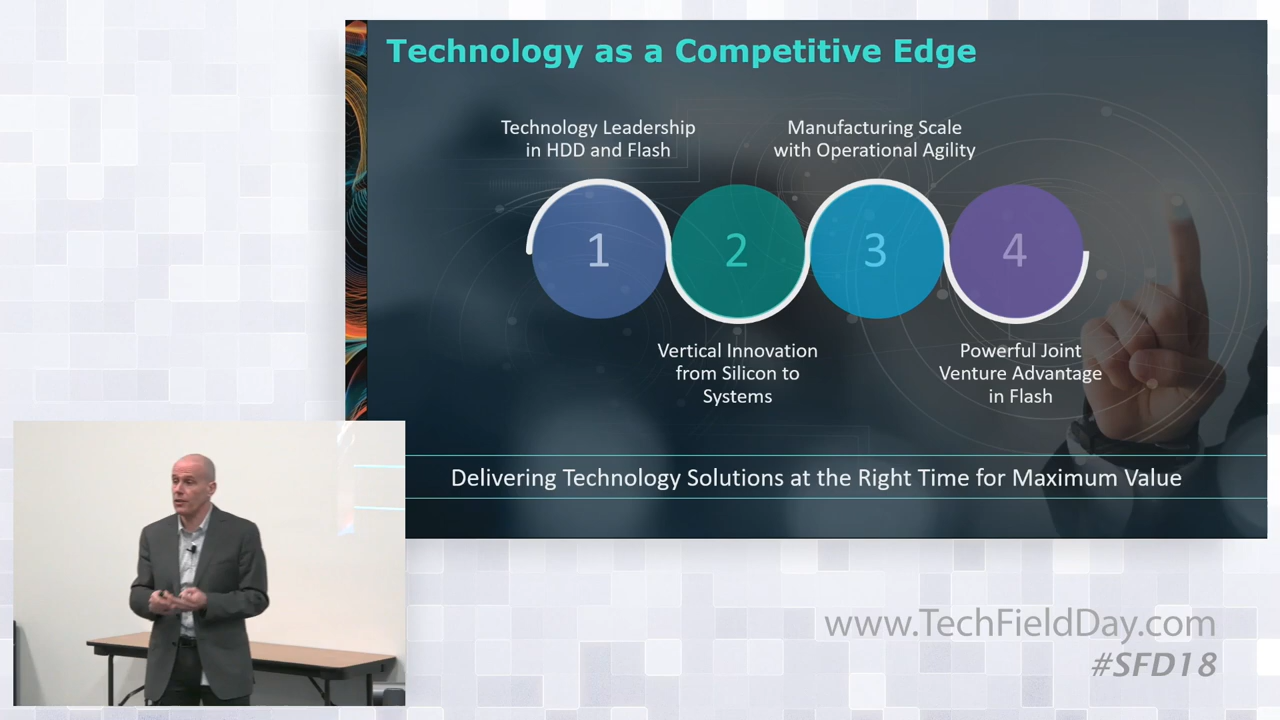 Technology as a Competitive Edge
Technology Leadership
in HDD and Flash
Manufacturing Scale
with Operational Agility
1
2
3
4
Vertical Innovation
from Silicon to
Systems
Powerful Joint
Venture Advantage
in Flash
Delivering Technology Solutions at the Right Time for Maximum Value
www.TechFieldDay.com
#SFD18